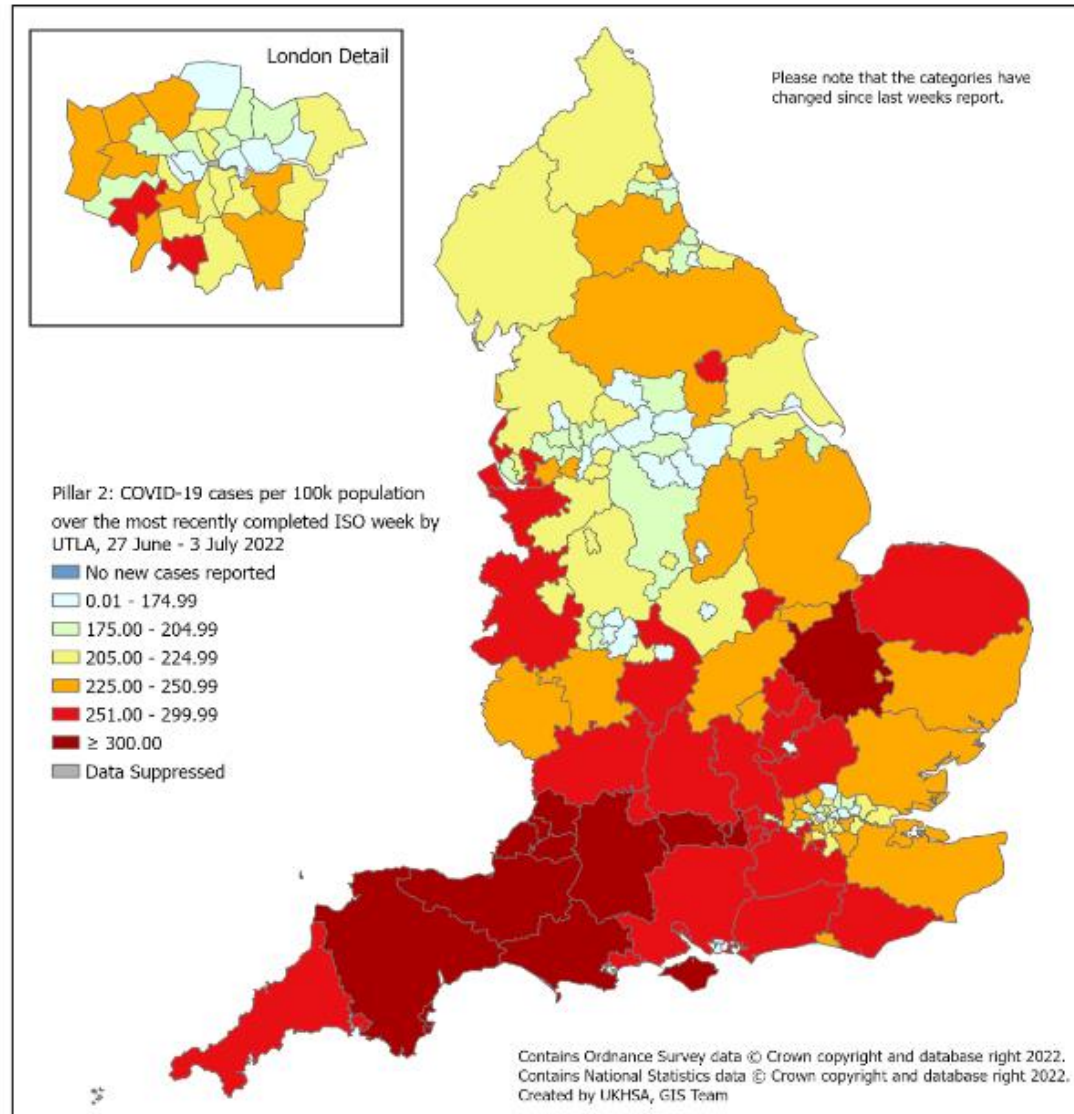 London Detail
Please note that the categories have
changed since last weeks report.
Pillar 2: COVID-19 cases per 100k population
over the most recently completed ISO week by
UTLA, 27 June - 3 July 2022
No new cases reported
0.01 - 174.99
175.00 - 204.99
205.00 - 224.99
225.00 - 250.99
251.00 - 299.99
≥ 300.00
Data Suppressed
Contains Ordnance Survey data © Crown copyright and database right 2022.
Contains National Statistics data © Crown copyright and database right 2022.
Created by UKHSA, GIS Team